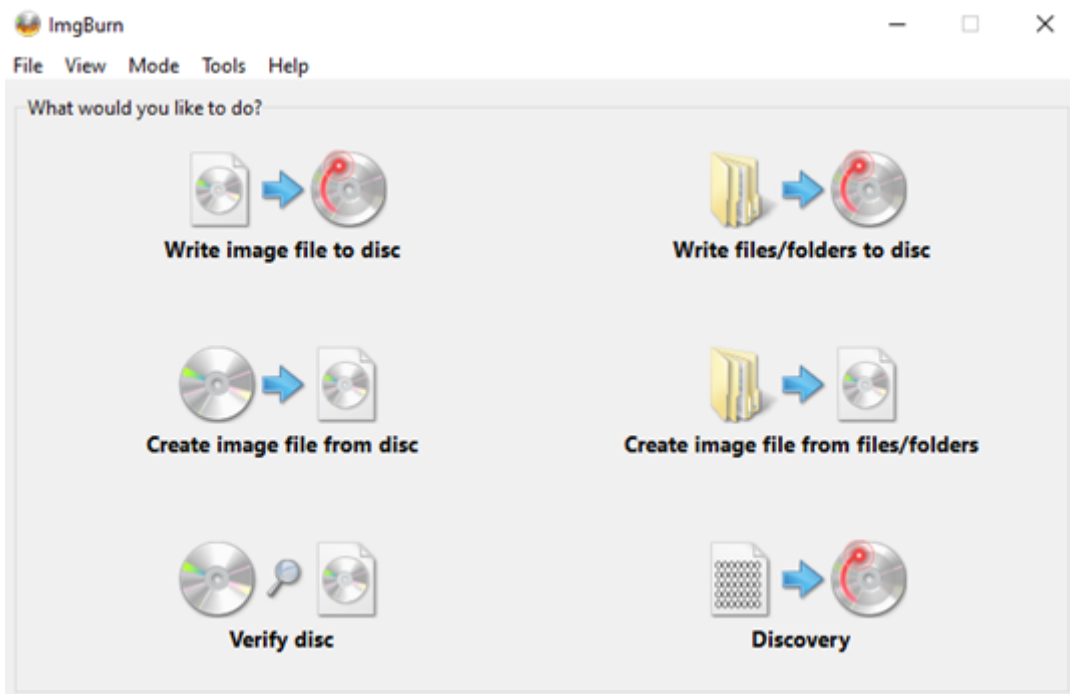 ImgBurn
File View Mode Tools Help
What would you like to do?
Write image file to disc
Write files/folders to disc
Create image file from disc
Create image file from files/folders
Verify disc
Discovery